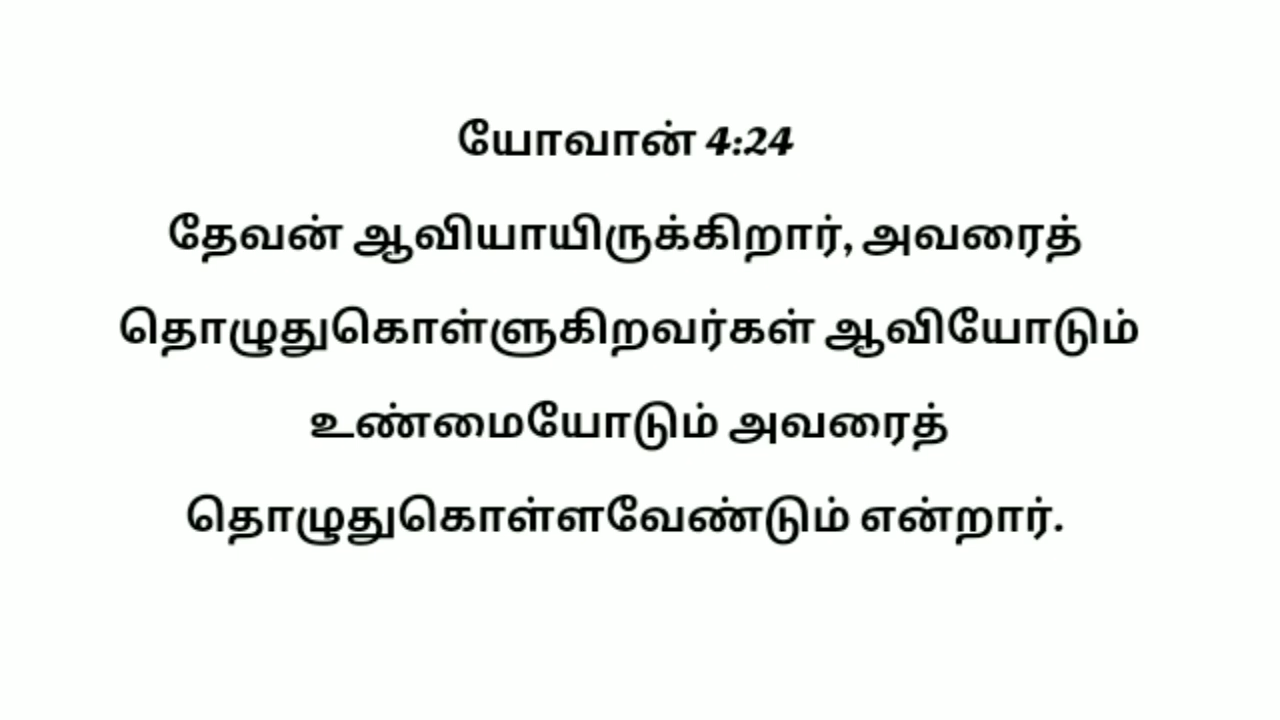 யோவான் 4:24
தேவன் ஆவியாயிருக்கிறார், அவரைத்
தொழுதுகொள்ளுகிறவர்கள் ஆவியோடும்
உண்மையோடும் அவரைத்
தொழுதுகொள்ளவேண்டும் என்றார்.